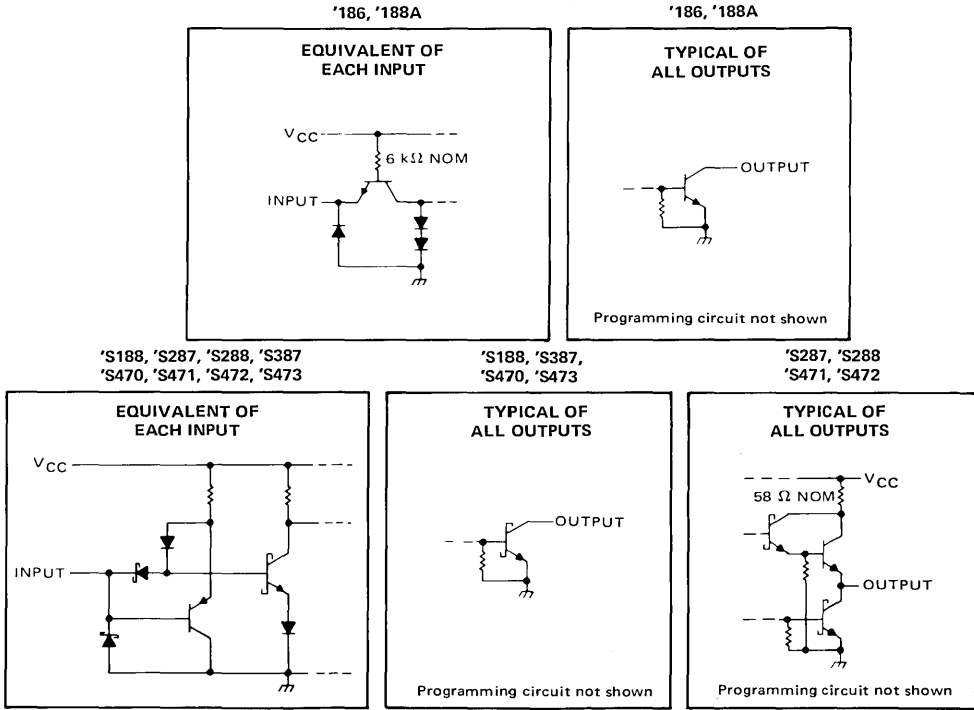 '186, '188A
EQUIVALENT OF
EACH INPUT
VCC
6 kΩ NOM
INPUT
'186, '188A
TYPICAL OF
ALL OUTPUTS
OUTPUT
Programming circuit not shown
'S188, 'S287, 'S288, 'S387
'S470, 'S471, 'S472, 'S473
EQUIVALENT OF
EACH INPUT
VCC
INPUT
'S188, 'S387,
'S470, 'S473
TYPICAL OF
ALL OUTPUTS
OUTPUT
Programming circuit not shown
'S287, 'S288
'S471, 'S472
TYPICAL OF
ALL OUTPUTS
VCC
58 Ω NOM
OUTPUT
Programming circuit not shown